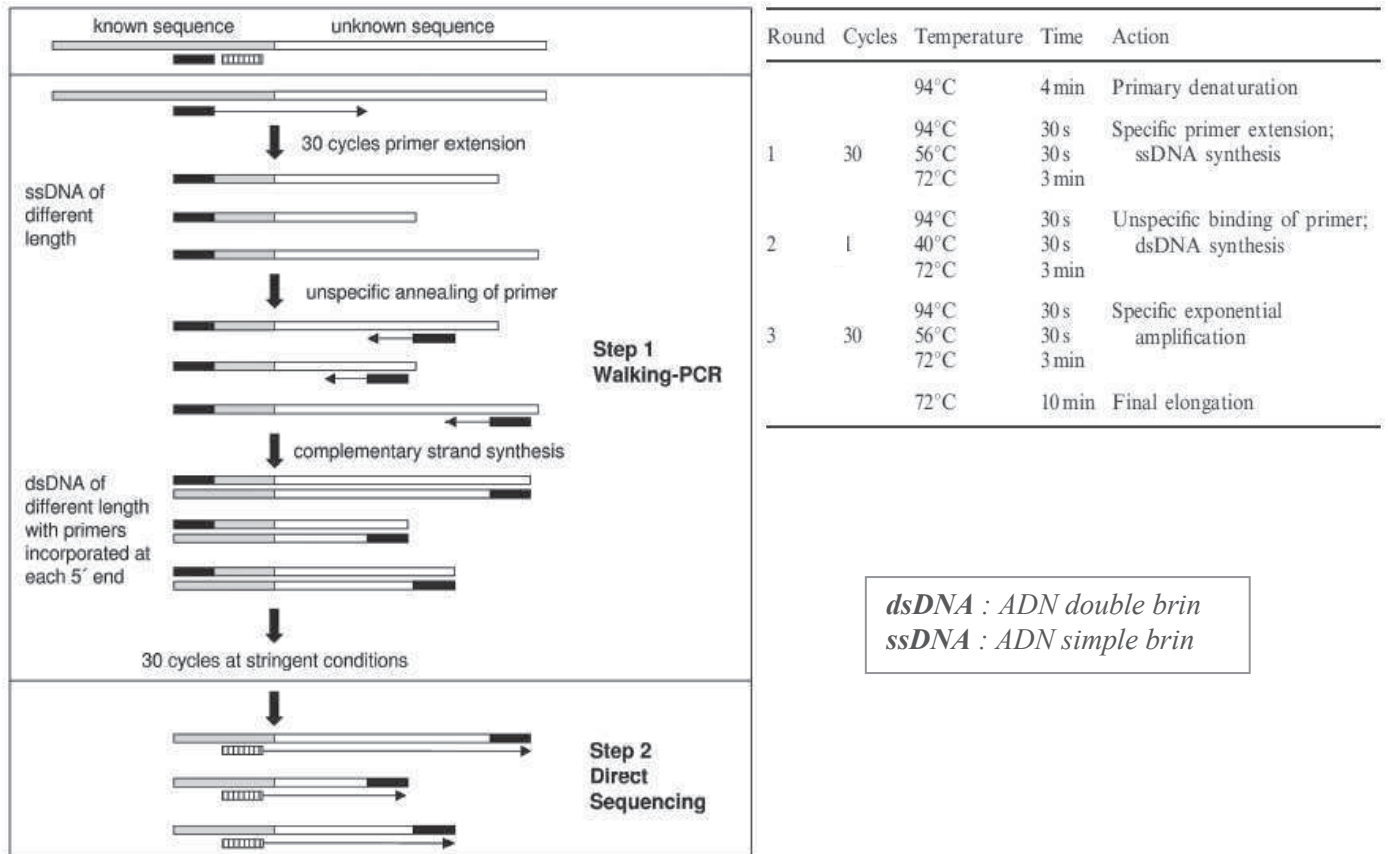 known sequence unknown sequence
30 cycles primer extension
ssDNA of
different
length
unspecific annealing of primer
Step 1
Walking-PCR
complementary strand synthesis
dsDNA of
different length
with primers
incorporated at
each 5´ end
30 cycles at stringent conditions
Step 2
Direct
Sequencing
Round Cycles Temperature Time Action
94°C 4 min Primary denaturation
94°C 30 s Specific primer extension;
1 30 56°C 30 s ssDNA synthesis
72°C 3 min
94°C 30 s Unspecific binding of primer;
2 1 40°C 30 s dsDNA synthesis
72°C 3 min
94°C 30 s Specific exponential
3 30 56°C 30 s amplification
72°C 3 min
72°C 10 min Final elongation
dsDNA : ADN double brin
ssDNA : ADN simple brin